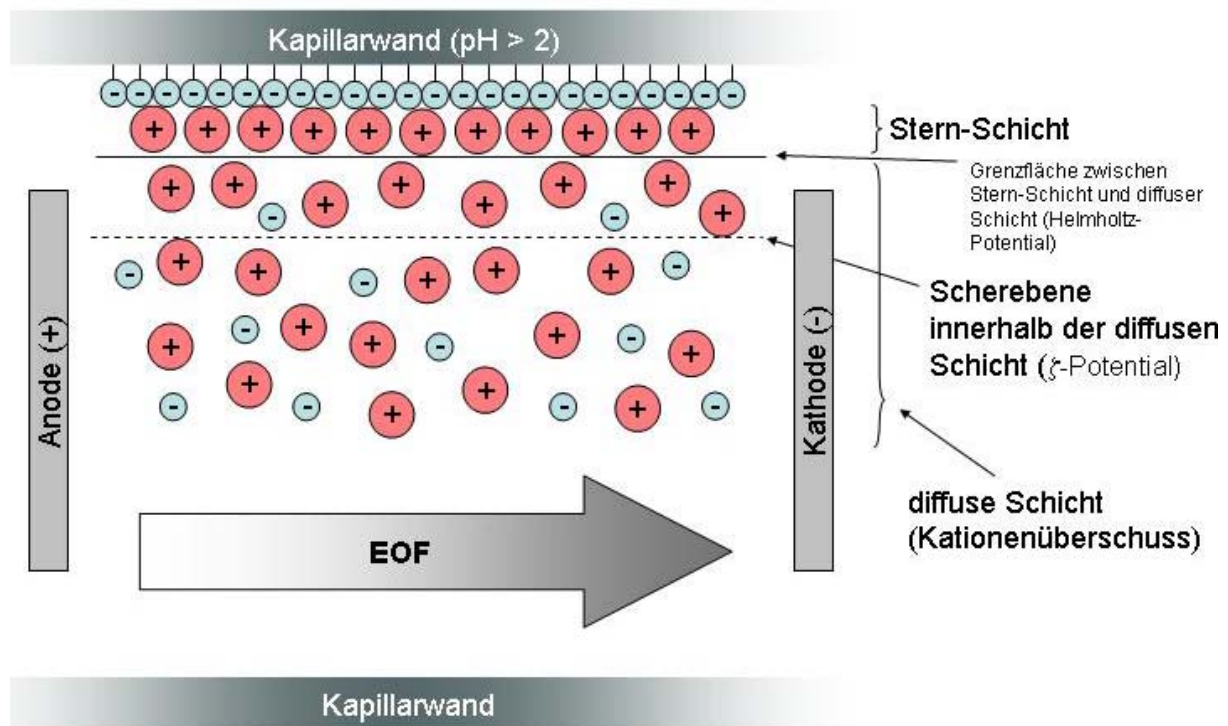 Kapillarwand (pH > 2)
Stern-Schicht
Grenzfläche zwischen
Stern-Schicht und diffuser
Schicht (Helmholtz-
Potential)
Scherebene
innerhalb der diffusen
Schicht (ζ-Potential)
diffuse Schicht
(Kationenüberschuss)
Anode (+)
Kathode (-)
EOF
Kapillarwand